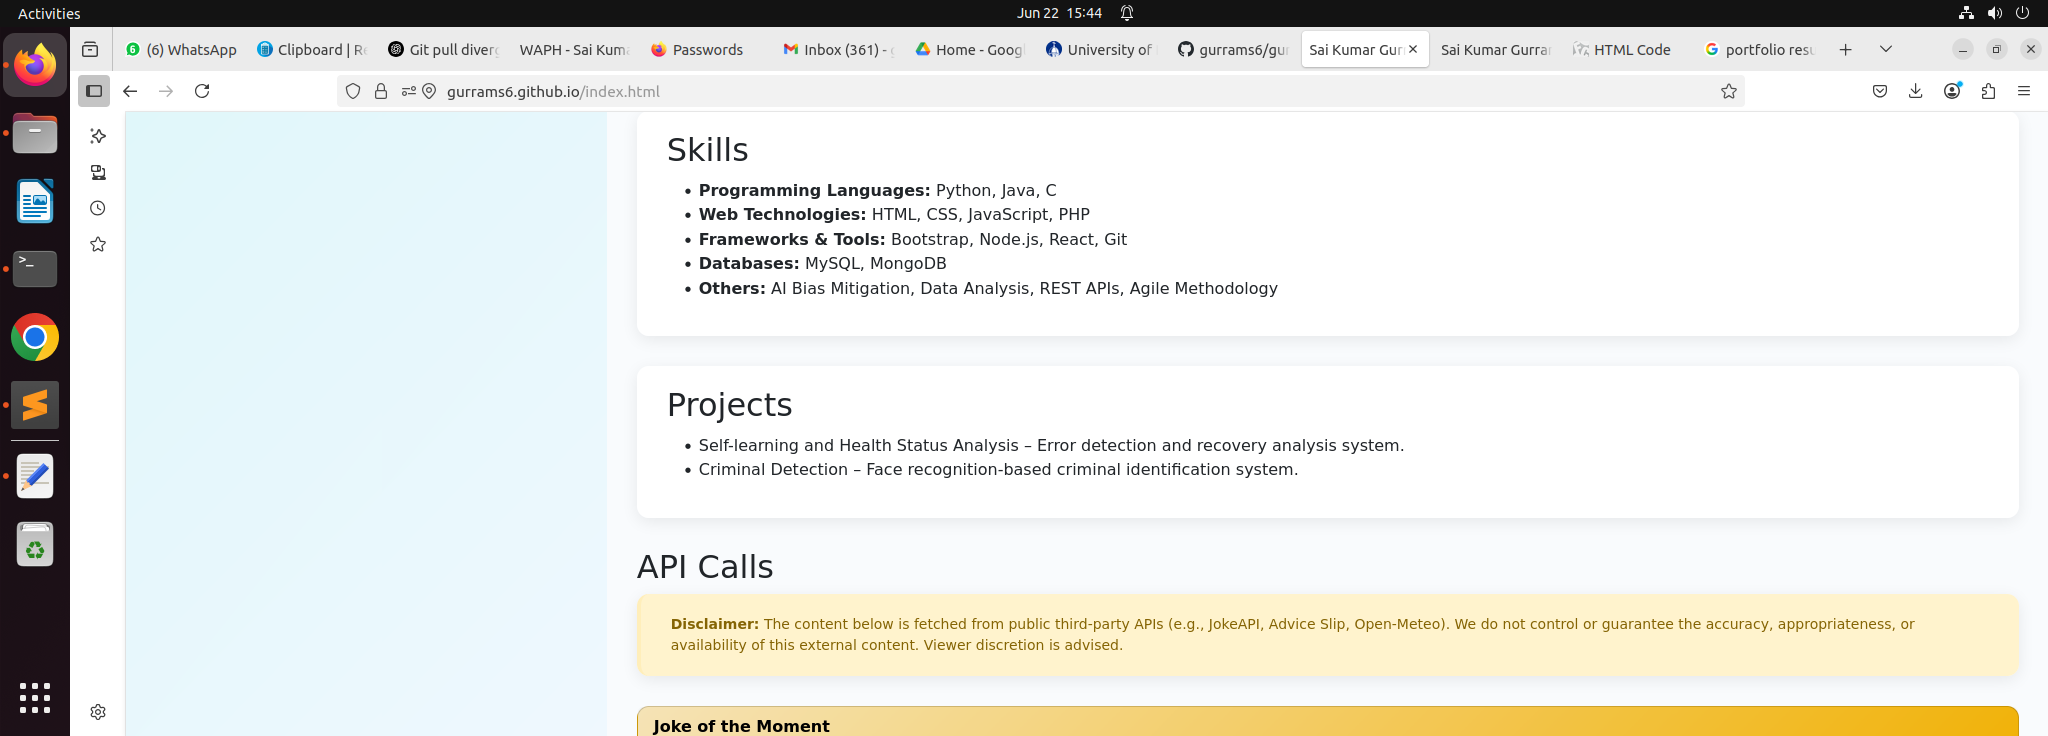 Activities
Jun 22 15:44
(6) WhatsApp
Clipboard | Re
Git pull diverg
WAPH - Sai Kuma
Passwords
Inbox (361) - g
Home - Googl
University of
gurrams6/gur
Sai Kumar Gurr
Sai Kumar Gurrar
HTML Code
portfolio resu
gurrams6.github.io/index.html
Skills
• Programming Languages: Python, Java, C
• Web Technologies: HTML, CSS, JavaScript, PHP
• Frameworks & Tools: Bootstrap, Node.js, React, Git
• Databases: MySQL, MongoDB
• Others: AI Bias Mitigation, Data Analysis, REST APIs, Agile Methodology
Projects
• Self-learning and Health Status Analysis – Error detection and recovery analysis system.
• Criminal Detection – Face recognition-based criminal identification system.
API Calls
Disclaimer: The content below is fetched from public third-party APIs (e.g., JokeAPI, Advice Slip, Open-Meteo). We do not control or guarantee the accuracy, appropriateness, or
availability of this external content. Viewer discretion is advised.
Joke of the Moment